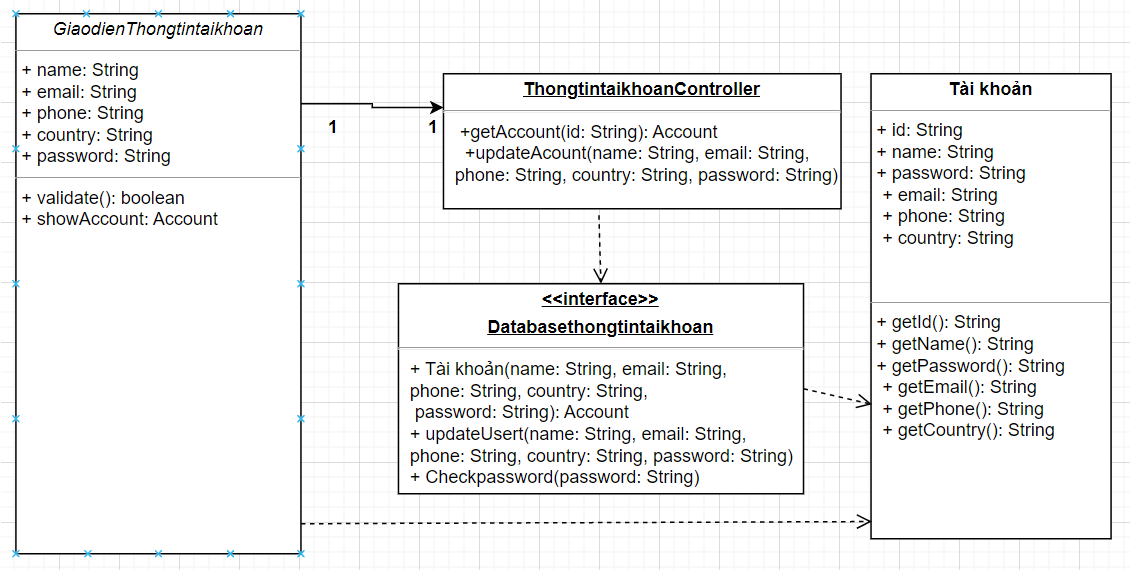 GiaodienThongtintaikhoan
+ name: String
+ email: String
+ phone: String
+ country: String
+ password: String
+ validate(): boolean
+ showAccount: Account
1
1
ThongtintaikhoanController
+getAccount(id: String): Account
+updateAcount(name: String, email: String,
phone: String, country: String, password: String)
<<interface>>
Databasethongtintaikhoan
+ Tài khoản(name: String, email: String,
phone: String, country: String,
password: String): Account
+ updateUsert(name: String, email: String,
phone: String, country: String, password: String)
+ Checkpassword(password: String)
Tài khoản
+ id: String
+ name: String
+ password: String
+ email: String
+ phone: String
+ country: String
+ getId(): String
+ getName(): String
+ getPassword(): String
+ getEmail(): String
+ getPhone(): String
+ getCountry(): String